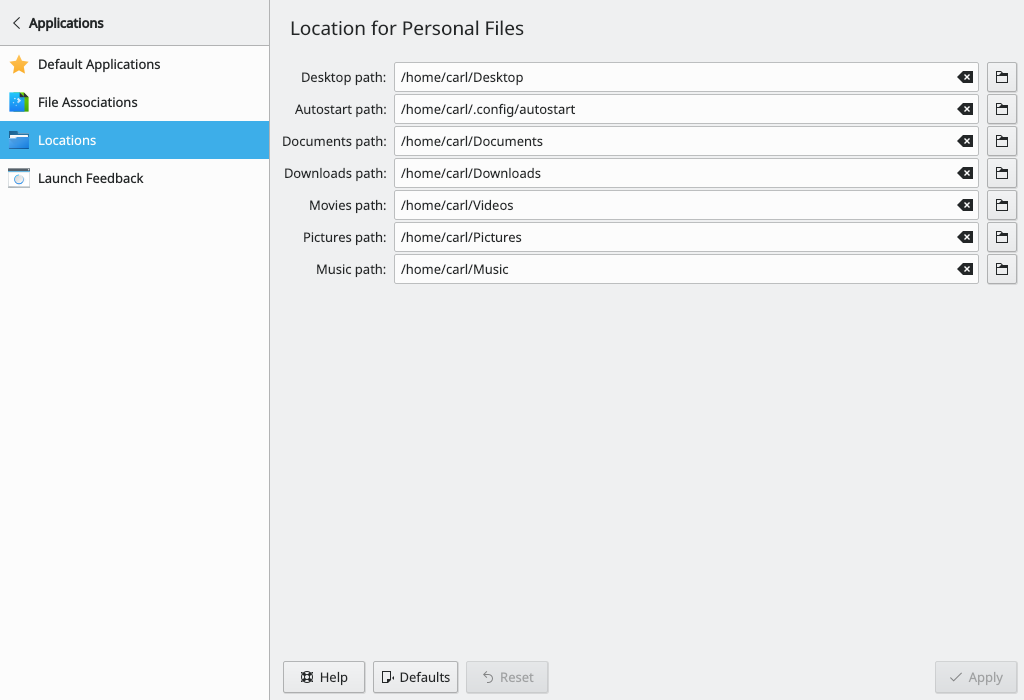 Applications
Default Applications
File Associations
Locations
Launch Feedback
Location for Personal Files
Desktop path: /home/carl/Desktop
Autostart path: /home/carl/.config/autostart
Documents path: /home/carl/Documents
Downloads path: /home/carl/Downloads
Movies path: /home/carl/Videos
Pictures path: /home/carl/Pictures
Music path: /home/carl/Music
Help Defaults Reset Apply